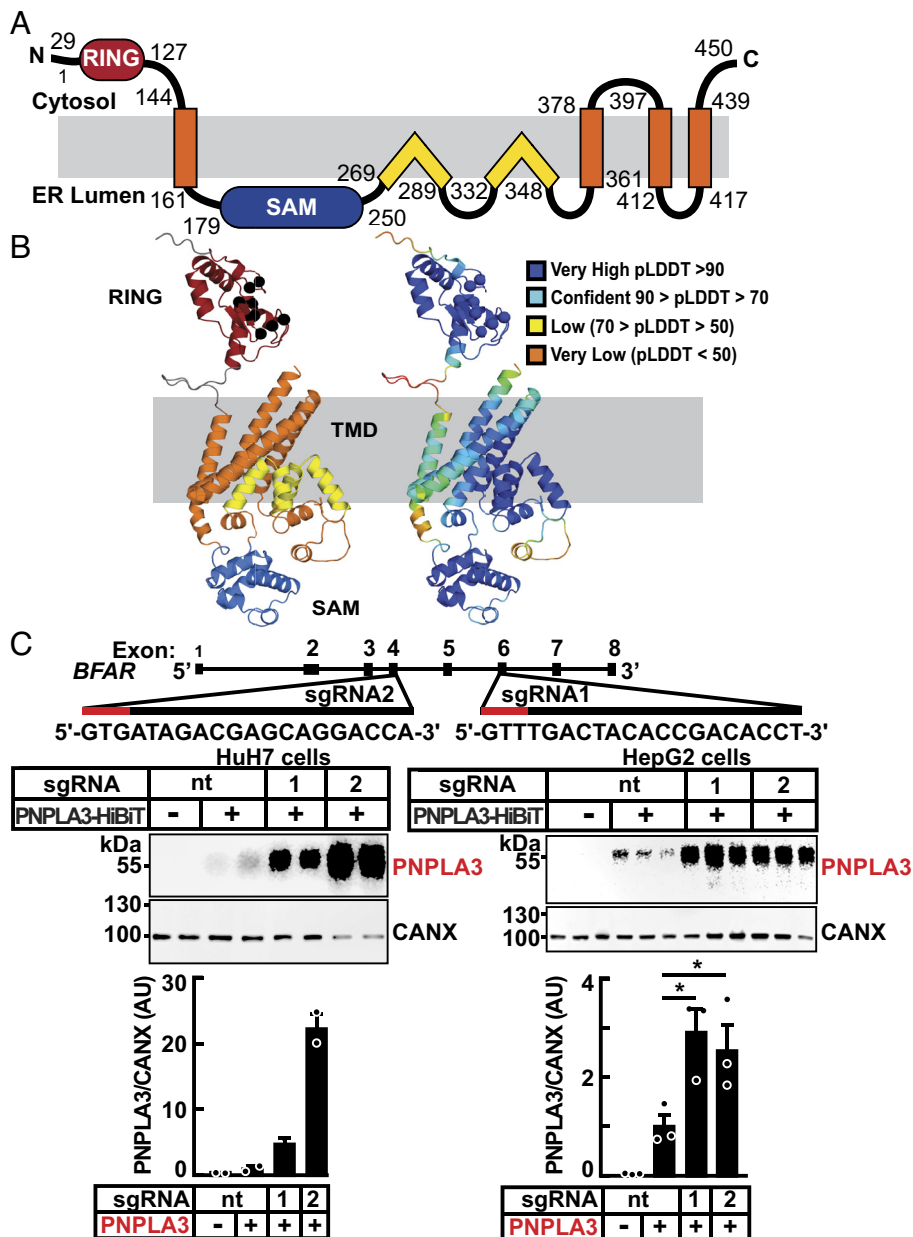 A
N 29 RING 127 450 C
1
Cytosol 144 378 397 439
269 289 332 348 361
ER Lumen 161 SAM 412 417
179 250
B
RING
Very High pLDDT >90
Confident 90 > pLDDT > 70
Low (70 > pLDDT > 50)
Very Low (pLDDT < 50)
TMD
SAM
C
Exon: 1 2 3 4 5 6 7 8
BFAR 5' 3'
sgRNA2 sgRNA1
5'-GTGATAGACGAGCAGGACCA-3' 5'-GTTTGACTACACCGACACCT-3'
HuH7 cells
sgRNA nt 1 2
PNPLA3-HiBiT - + + +
kDa
55 PNPLA3
130
100 CANX
PNPLA3/CANX (AU)
30
20
10
0
sgRNA nt 1 2
PNPLA3 - + + +
HepG2 cells
sgRNA nt 1 2
PNPLA3-HiBiT - + + +
kDa
55 PNPLA3
130
100 CANX
PNPLA3/CANX (AU)
4
2
0
*
*
sgRNA nt 1 2
PNPLA3 - + + +